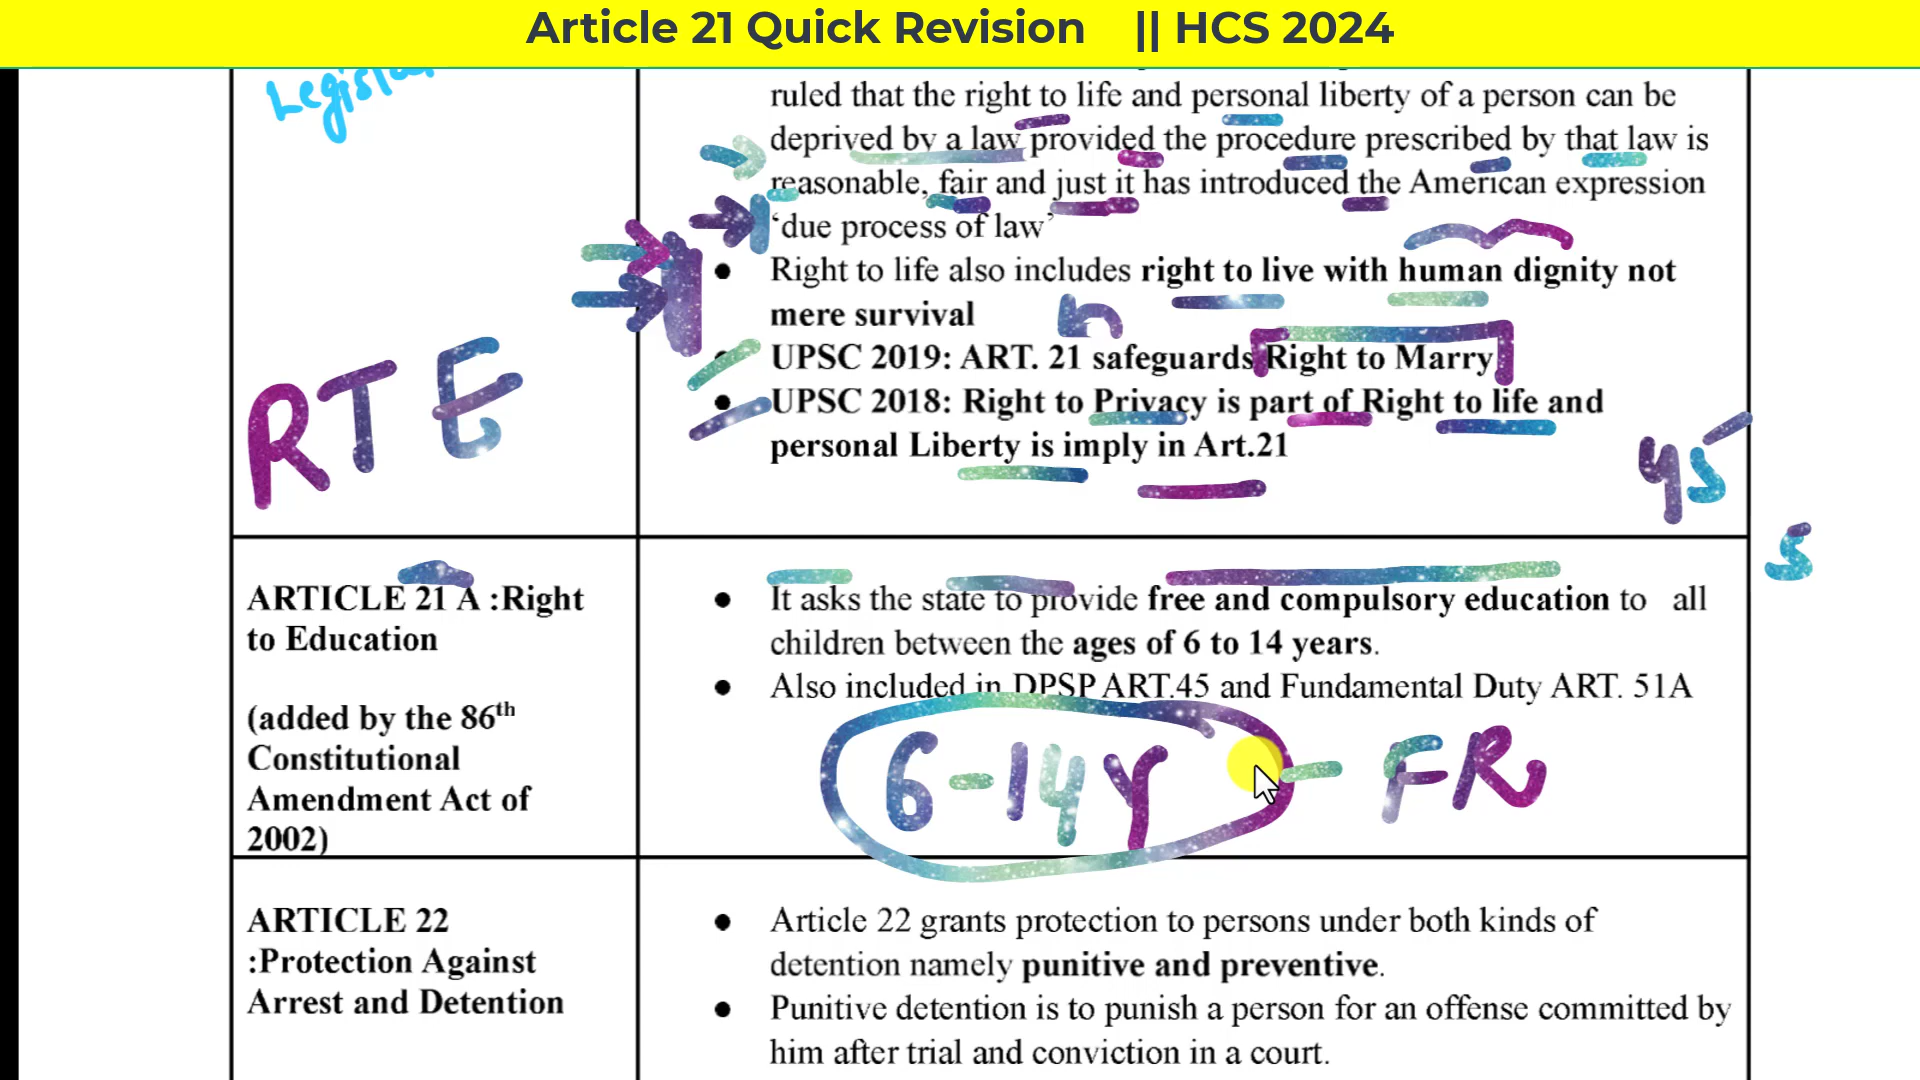 Article 21 Quick Revision || HCS 2024
ruled that the right to life and personal liberty of a person can be
deprived by a law provided the procedure prescribed by that law is
reasonable, fair and just it has introduced the American expression
‘due process of law’
● Right to life also includes right to live with human dignity not
mere survival
● UPSC 2019: ART. 21 safeguards Right to Marry
● UPSC 2018: Right to Privacy is part of Right to life and
personal Liberty is imply in Art.21
RTE
45
5
ARTICLE 21 A :Right
to Education
(added by the 86th
Constitutional
Amendment Act of
2002)
● It asks the state to provide free and compulsory education to all
children between the ages of 6 to 14 years.
● Also included in DPSP ART.45 and Fundamental Duty ART. 51A
6-14Y - FR
ARTICLE 22
:Protection Against
Arrest and Detention
● Article 22 grants protection to persons under both kinds of
detention namely punitive and preventive.
● Punitive detention is to punish a person for an offense committed by
him after trial and conviction in a court.